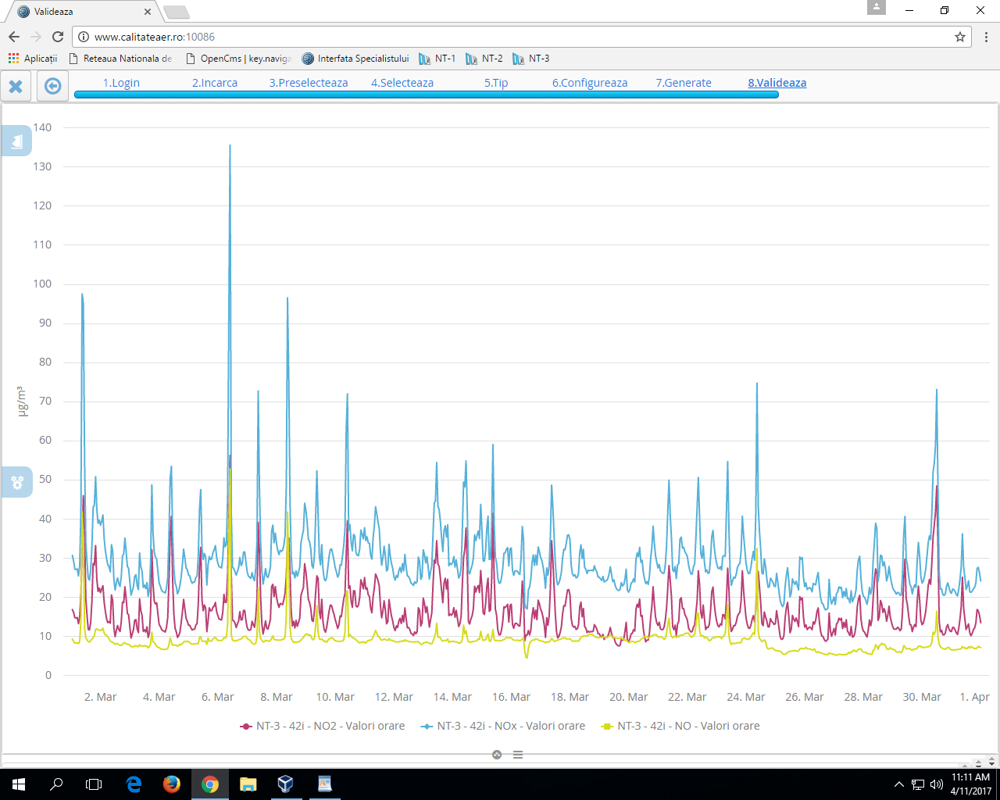 Valideaza
www.calitateaer.ro:10086
Aplicații
Reteaua Nationala de
OpenCms | key.naviga
Interfata Specialistului
NT-1
NT-2
NT-3
1.Login
2.Incarca
3.Preselecteaza
4.Selecteaza
5.Tip
6.Configureaza
7.Generate
8.Valideaza
140
130
120
110
100
90
80
70
60
50
40
30
20
10
0
µg/m³
2. Mar
4. Mar
6. Mar
8. Mar
10. Mar
12. Mar
14. Mar
16. Mar
18. Mar
20. Mar
22. Mar
24. Mar
26. Mar
28. Mar
30. Mar
1. Apr
NT-3 - 42i - NO2 - Valori orare
NT-3 - 42i - NOx - Valori orare
NT-3 - 42i - NO - Valori orare
11:11 AM
4/11/2017